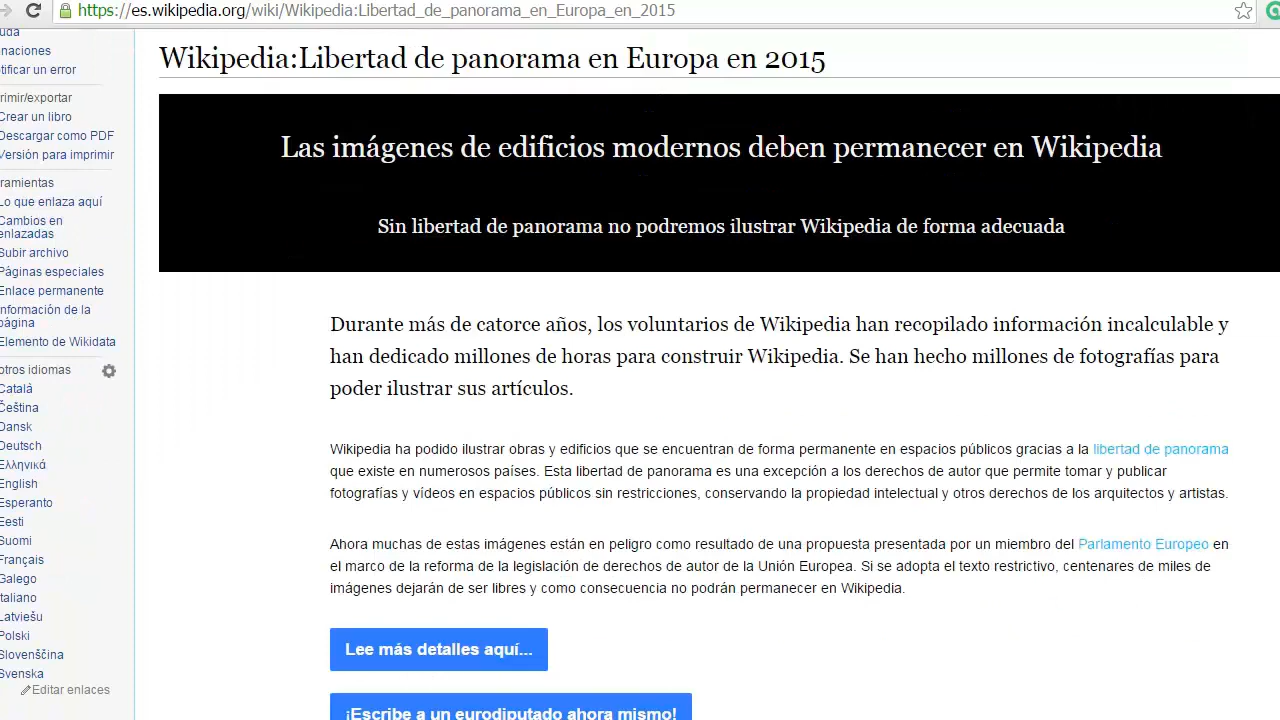 https://es.wikipedia.org/wiki/Wikipedia:Libertad_de_panorama_en_Europa_en_2015
uda
naciones
tificar un error
rimir/exportar
Crear un libro
Descargar como PDF
Versión para imprimir
ramientas
Lo que enlaza aquí
Cambios en
enlazadas
Subir archivo
Páginas especiales
Enlace permanente
nformación de la
página
Elemento de Wikidata
otros idiomas
Català
Čeština
Dansk
Deutsch
Ελληνικά
English
Esperanto
Eesti
Suomi
Français
Galego
taliano
Latviešu
Polski
Slovenščina
Svenska
Editar enlaces
Wikipedia:Libertad de panorama en Europa en 2015
Las imágenes de edificios modernos deben permanecer en Wikipedia
Sin libertad de panorama no podremos ilustrar Wikipedia de forma adecuada
Durante más de catorce años, los voluntarios de Wikipedia han recopilado información incalculable y
han dedicado millones de horas para construir Wikipedia. Se han hecho millones de fotografías para
poder ilustrar sus artículos.
Wikipedia ha podido ilustrar obras y edificios que se encuentran de forma permanente en espacios públicos gracias a la libertad de panorama
que existe en numerosos países. Esta libertad de panorama es una excepción a los derechos de autor que permite tomar y publicar
fotografías y vídeos en espacios públicos sin restricciones, conservando la propiedad intelectual y otros derechos de los arquitectos y artistas.
Ahora muchas de estas imágenes están en peligro como resultado de una propuesta presentada por un miembro del Parlamento Europeo en
el marco de la reforma de la legislación de derechos de autor de la Unión Europea. Si se adopta el texto restrictivo, centenares de miles de
imágenes dejarán de ser libres y como consecuencia no podrán permanecer en Wikipedia.
Lee más detalles aquí...
¡Escribe a un eurodiputado ahora mismo!